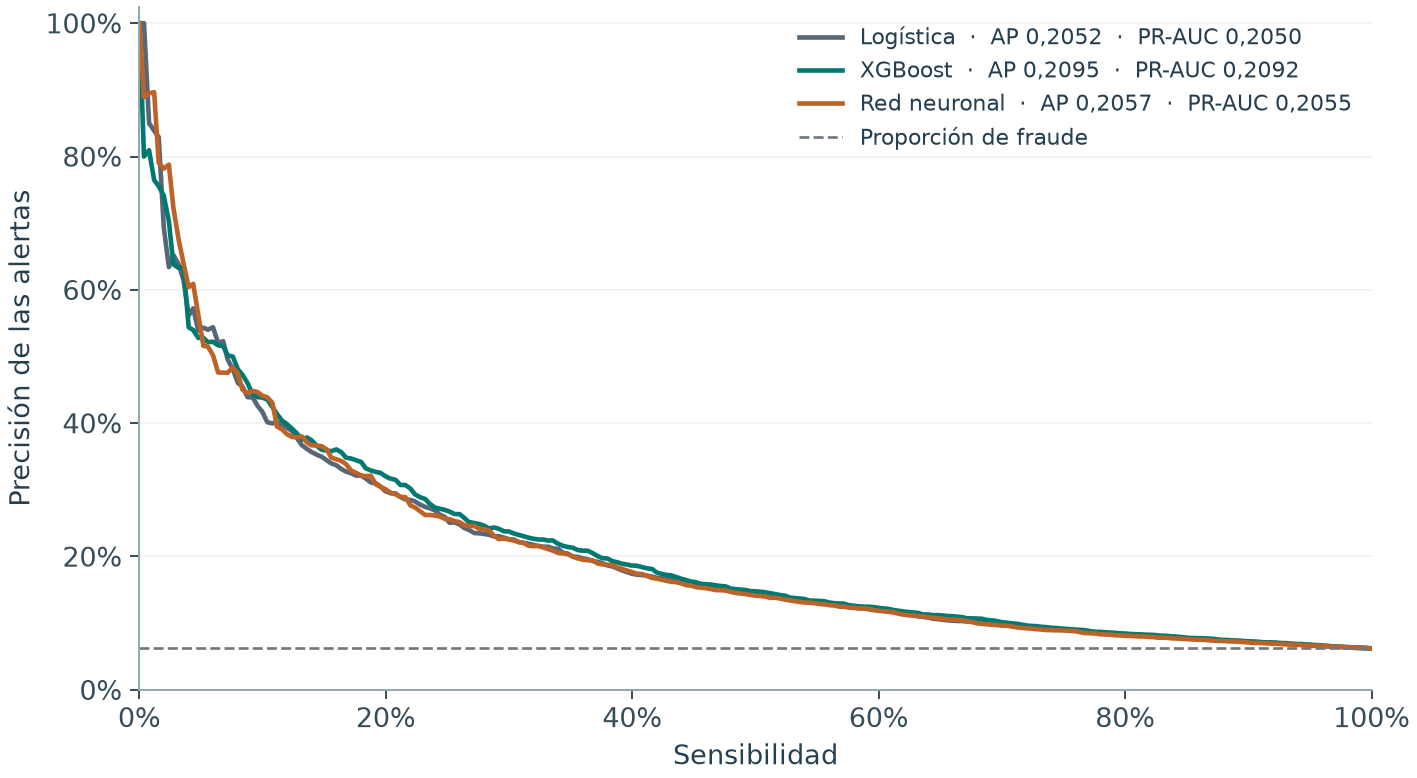 Logística · AP 0,2052 · PR-AUC 0,2050
XGBoost · AP 0,2095 · PR-AUC 0,2092
Red neuronal · AP 0,2057 · PR-AUC 0,2055
Proporción de fraude
Precisión de las alertas
100%
80%
60%
40%
20%
0%
0%
20%
40%
60%
80%
100%
Sensibilidad